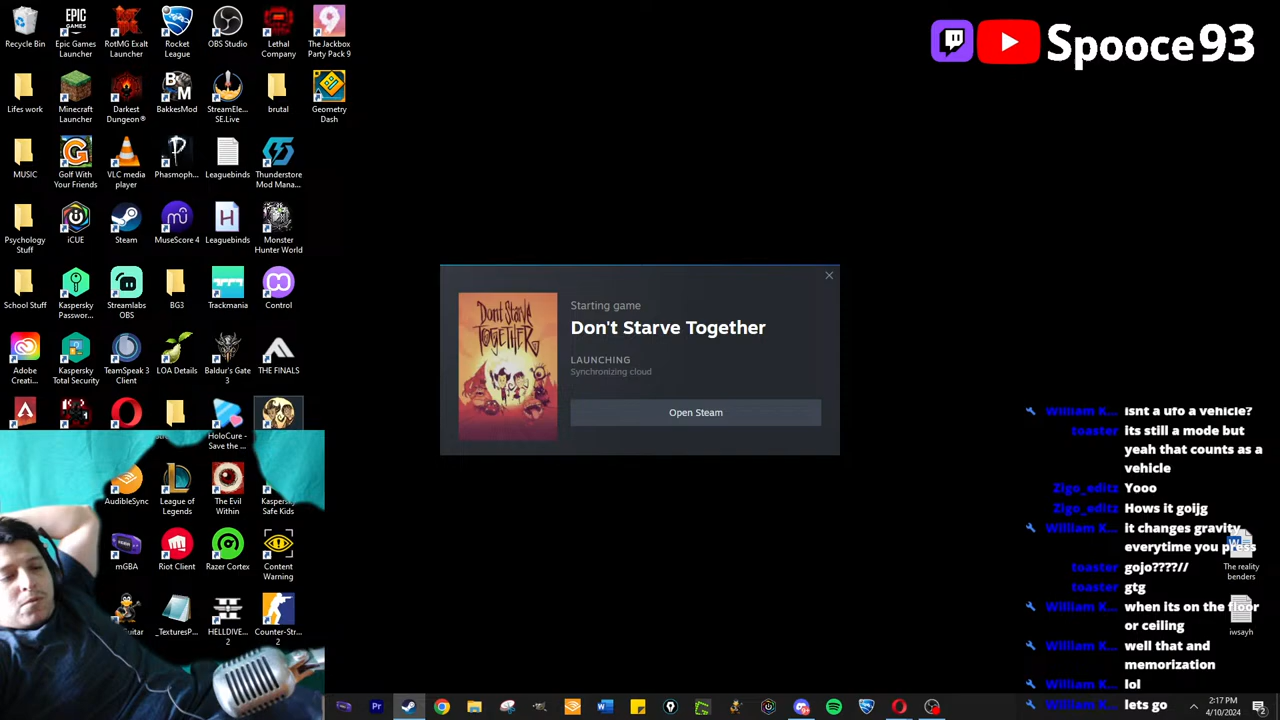 Recycle Bin
Epic Games
Launcher
RotMG Exalt
Launcher
Rocket
League
OBS Studio
Lethal
Company
The Jackbox
Party Pack 9
EPIC
GAMES
9
Spooce93
Lifes work
Minecraft
Launcher
Darkest
Dungeon®
BakkesMod
StreamEle...
SE.Live
brutal
Geometry
Dash
B
M
MUSIC
Golf With
Your Friends
VLC media
player
Phasmoph...
Leaguebinds
Thunderstore
Mod Mana...
Psychology
Stuff
iCUE
Steam
MuseScore 4
Leaguebinds
Monster
Hunter World
H
School Stuff
Kaspersky
Passwor...
Streamlabs
OBS
BG3
Trackmania
Control
Adobe
Creati...
Kaspersky
Total Security
TeamSpeak 3
Client
LOA Details
Baldur's Gate
3
THE FINALS
HoloCure -
Save the ...
AudibleSync
League of
Legends
The Evil
Within
Kaspersky
Safe Kids
mGBA
Riot Client
Razer Cortex
Content
Warning
_TexturesP...
HELLDIVE...
2
Counter-Str...
2
Don't Starve
TOGETHER
Starting game
Don't Starve Together
LAUNCHING
Synchronizing cloud
Open Steam
William K... isnt a ufo a vehicle?
toaster its still a mode but
yeah that counts as a
vehicle
Zigo_editz Yooo
Zigo_editz Hows it goijg
William K... it changes gravity
everytime you press
toaster gojo????//
toaster gtg
William K... when its on the floor
or ceiling
William K... well that and
memorization
William K... lol
William K... lets go
The reality
benders
iwsayh
Pr
2:17 PM
4/10/2024
2